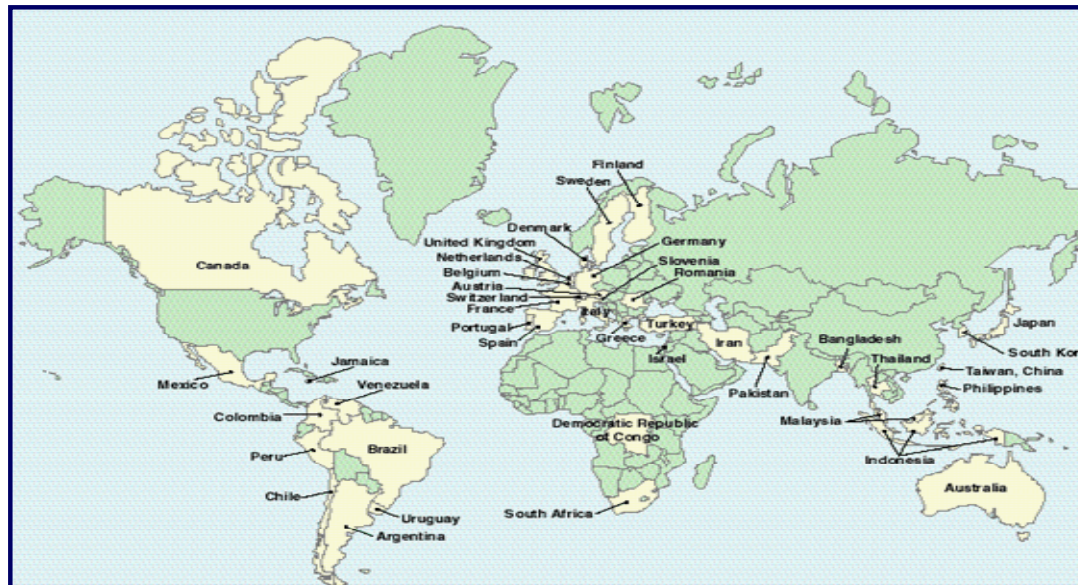 Finland
Sweden
Denmark
United Kingdom
Germany
Netherlands
Slovenia
Belgium
Romania
Austria
Switzerland
France
Italy
Portugal
Spain
Greece
Turkey
Israel
Iran
Pakistan
Bangladesh
Thailand
Japan
South Kor
Taiwan, China
Philippines
Malaysia
Indonesia
Australia
Canada
Mexico
Jamaica
Venezuela
Colombia
Brazil
Peru
Chile
Uruguay
Argentina
Democratic Republic
of Congo
South Africa